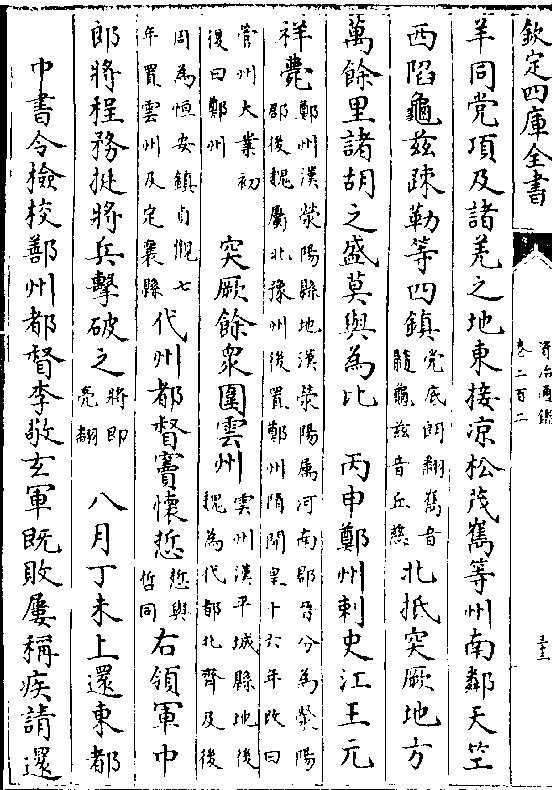 欽定四庫全書
資治通鑑
卷二百二
羊同党項及諸羌之地東接涼松茂雟等州南鄰天竺
西陷龜兹疎勒等四鎮党底朗翻雟音
髓龜兹音丘慈北抵突厥地方
萬餘里諸胡之盛莫與為比 丙申鄭州刺史江王元
祥薨鄭州漢滎陽縣地漢滎陽属河南郡晉分為滎陽
郡後魏屬北豫州後置鄭州隋開皇十六年改曰
管州大業初
復曰鄭州 突厥餘衆圍雲州雲州漢平城縣地後
魏為代都北齊及後
周為恒安鎮貞觀七
年置雲州及定襄縣代州都督竇懐悊悊與
哲同右領軍中
郎將程務挺將兵擊破之將即
亮翻 八月丁未上還東都
中書令檢校鄯州都督李敬玄軍既敗屢稱疾請還